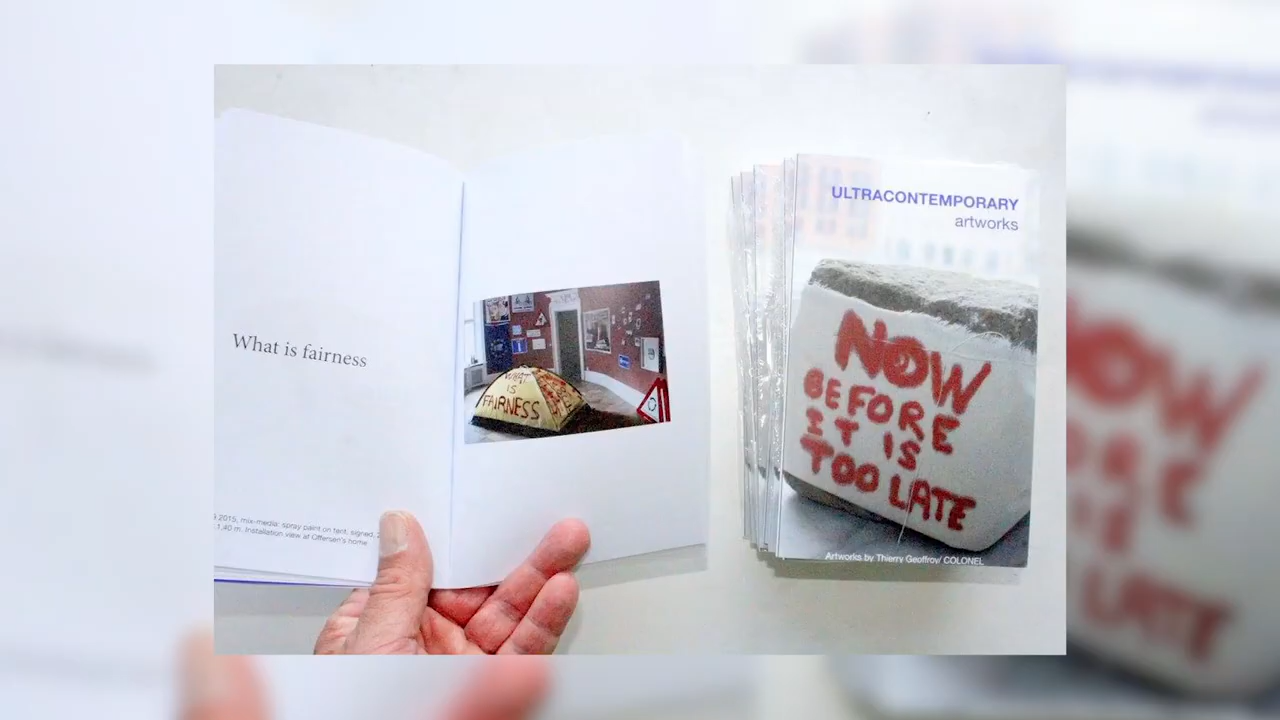 What is fairness
2015, mix-media: spray paint on tent, signed,
1,40 m. Installation view at Offersen's home
WHAT
IS
FAIRNESS
ULTRACONTEMPORARY
artworks
NOW
BEFORE
IT IS
TOO LATE
Artworks by Thierry Geoffroy/ COLONEL